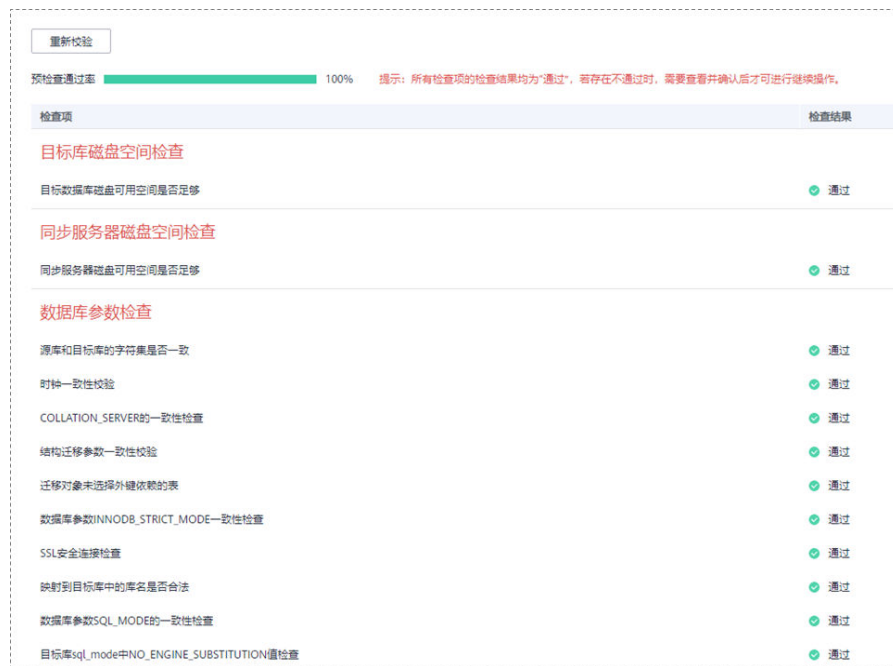 重新校验
预检查通过率 100% 提示：所有检查项的检查结果均为“通过”，若存在不通过时，需要查看并确认后才可进行继续操作。
检查项 检查结果
目标库磁盘空间检查
目标数据库磁盘可用空间是否足够 通过
同步服务器磁盘空间检查
同步服务器磁盘可用空间是否足够 通过
数据库参数检查
源库和目标库的字符集是否一致 通过
时钟一致性校验 通过
COLLATION_SERVER的一致性检查 通过
结构迁移参数一致性校验 通过
迁移对象未选择外键依赖的表 通过
数据库参数INNODB_STRICT_MODE一致性检查 通过
SSL安全连接检查 通过
映射到目标库中的库名是否合法 通过
数据库参数SQL_MODE的一致性检查 通过
目标库sql_mode中NO_ENGINE_SUBSTITUTION值检查 通过